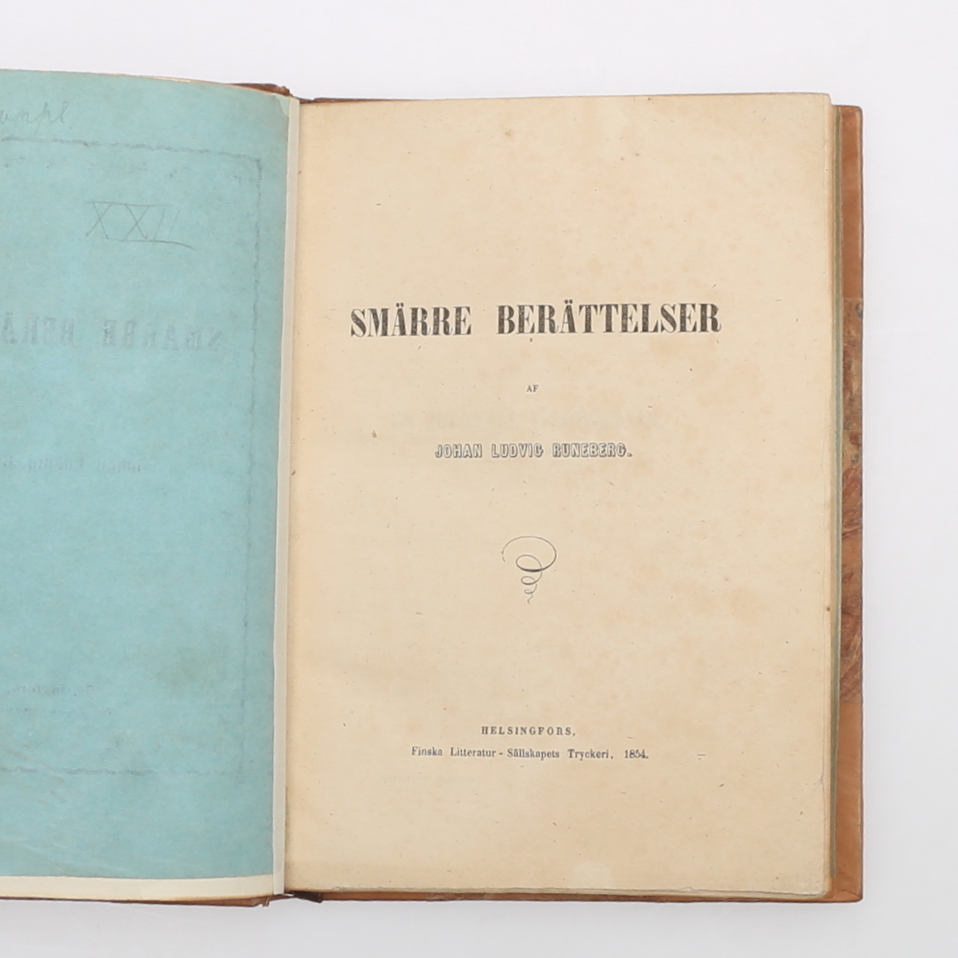 XXII
SMÄRRE BERÄTTELSER
AF
JOHAN LUDVIG RUNEBERG.
HELSINGFORS,
Finska Litteratur-Sällskapets Tryckeri, 1854.